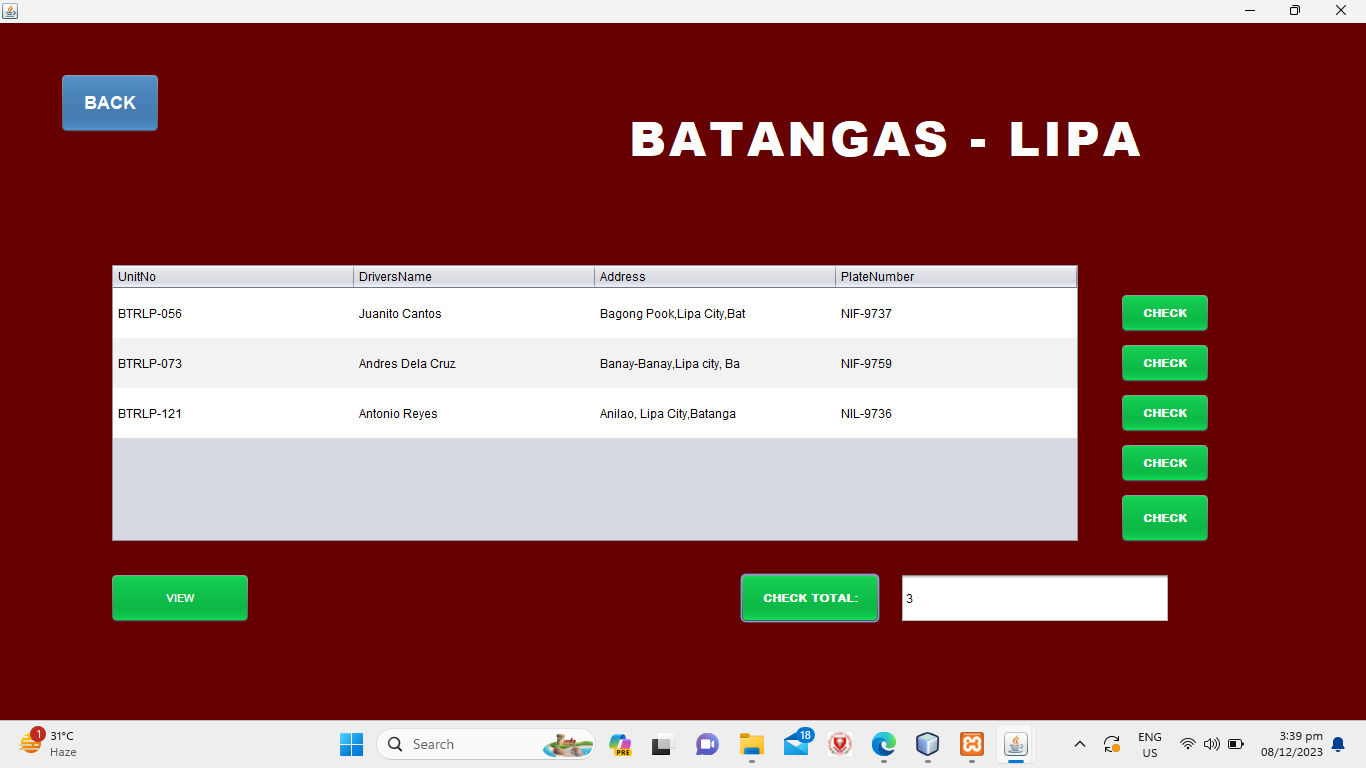 BACK
BATANGAS - LIPA
UnitNo DriversName Address PlateNumber
BTRLP-056 Juanito Cantos Bagong Pook,Lipa City,Bat NIF-9737 CHECK
BTRLP-073 Andres Dela Cruz Banay-Banay,Lipa city, Ba NIF-9759 CHECK
BTRLP-121 Antonio Reyes Anilao, Lipa City,Batanga NIL-9736 CHECK
CHECK
CHECK
VIEW CHECK TOTAL: 3
1 31°C
Haze
Search
PRE
18
ENG
US
3:39 pm
08/12/2023